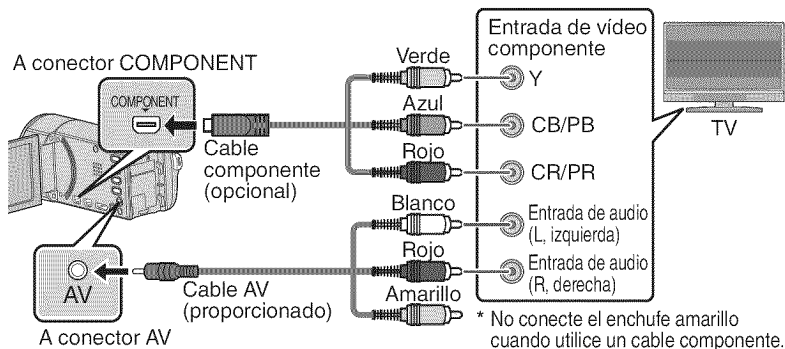 A conector COMPONENT
COMPONENT
Cable
componente
(opcional)
Verde
Azul
Rojo
Entrada de vídeo
componente
Y
CB/PB
CR/PR
TV
AV
A conector AV
Cable AV
(proporcionado)
Blanco
Rojo
Amarillo
Entrada de audio
(L, izquierda)
Entrada de audio
(R, derecha)
* No conecte el enchufe amarillo
cuando utilice un cable componente.